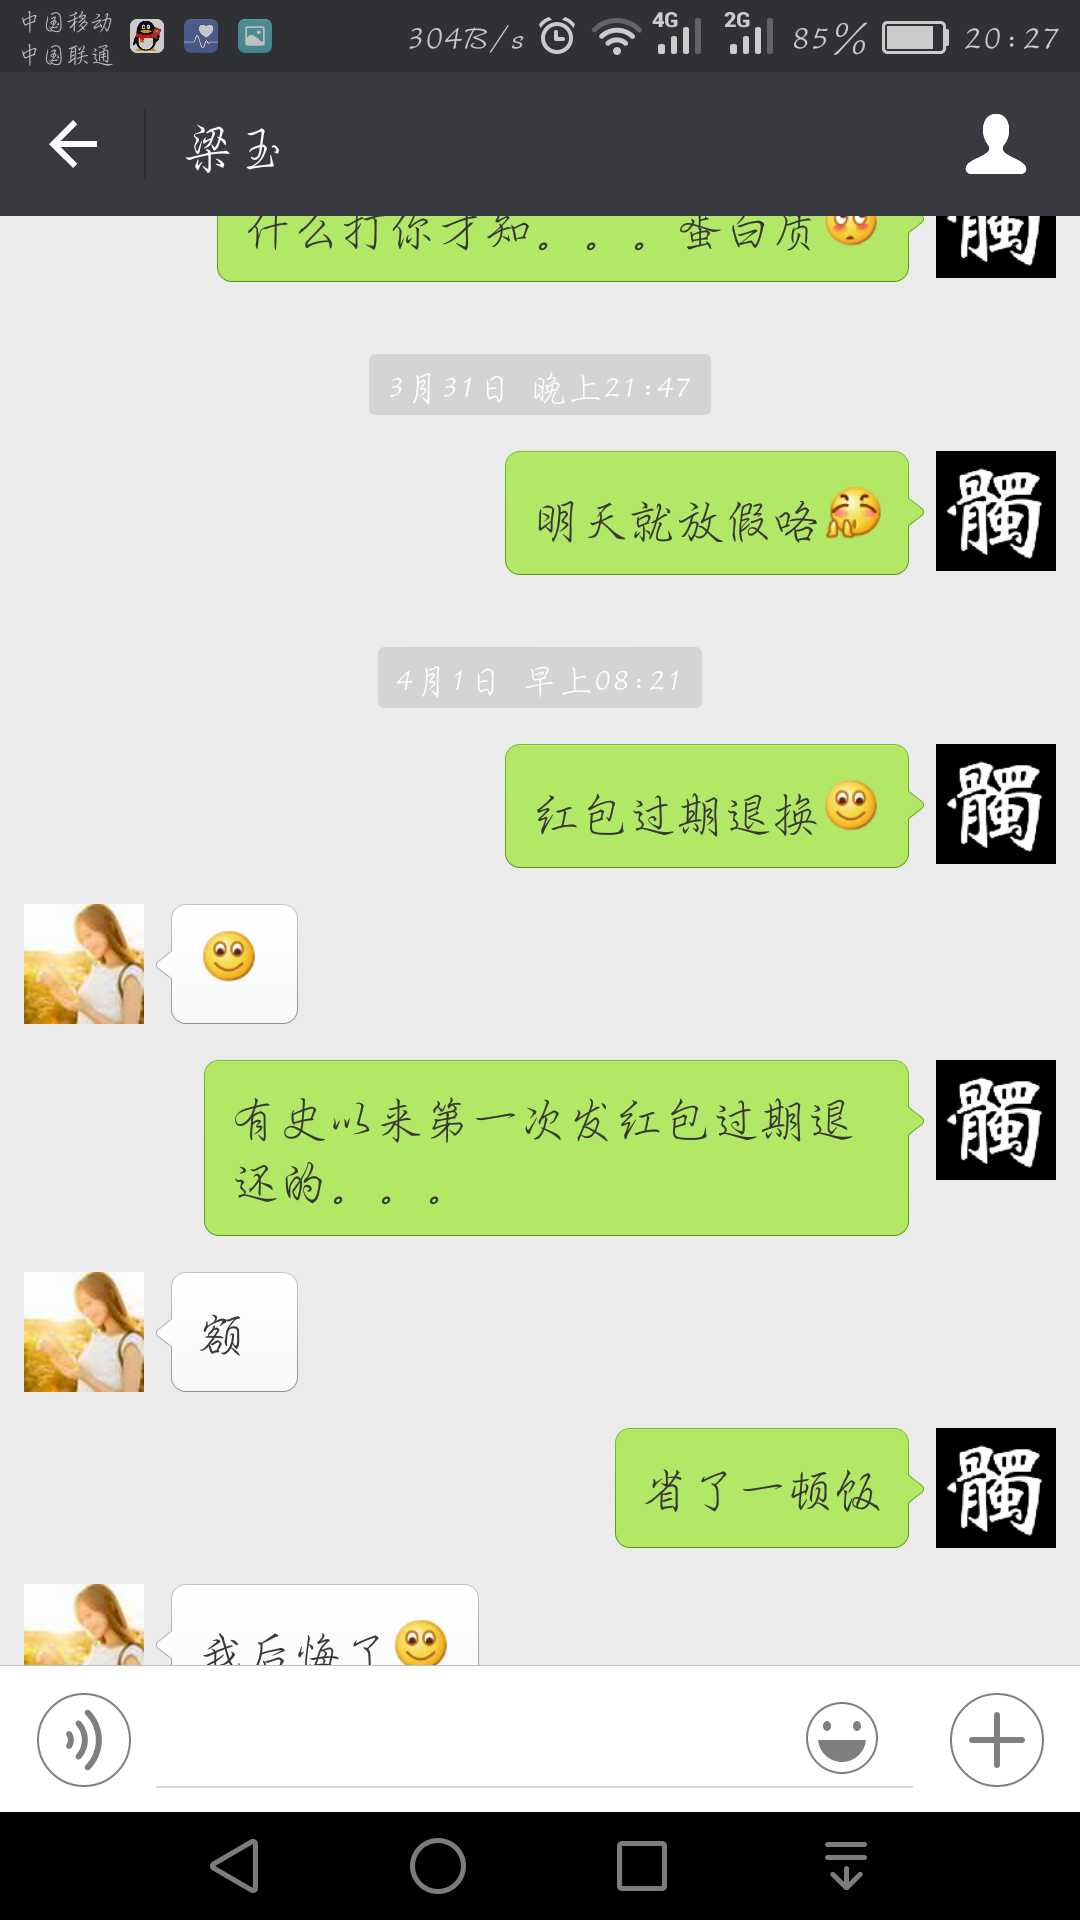 中国移动
中国联通
304B/s 4G 2G 85% 20:27
梁玉
什么打你才知。。。蛋白质
3月31日 晚上21:47
明天就放假咯
髑
4月1日 早上08:21
红包过期退换
髑
有史以来第一次发红包过期退
还的。。。
髑
额
省了一顿饭
髑
我后悔了